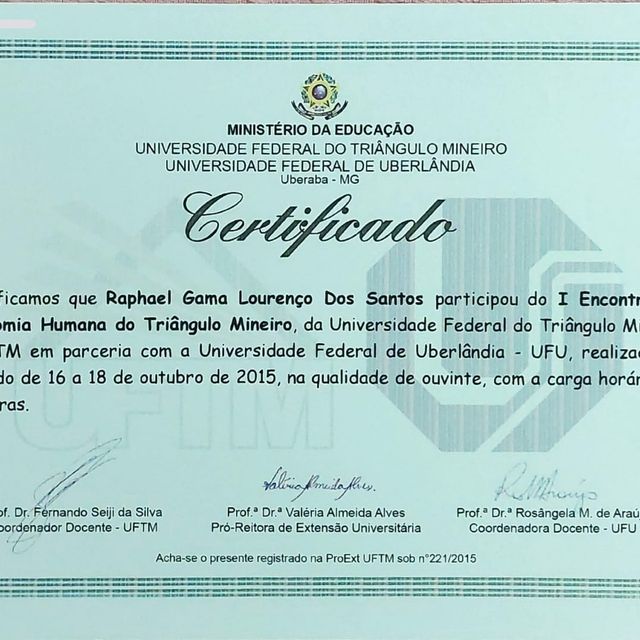 MINISTÉRIO DA EDUCAÇÃO
UNIVERSIDADE FEDERAL DO TRIÂNGULO MINEIRO
UNIVERSIDADE FEDERAL DE UBERLÂNDIA
Uberaba - MG
Certificado
ficamos que Raphael Gama Lourenço Dos Santos participou do I Encontr
omia Humana do Triângulo Mineiro, da Universidade Federal do Triângulo Mi
TM em parceria com a Universidade Federal de Uberlândia - UFU, realiza
do de 16 a 18 de outubro de 2015, na qualidade de ouvinte, com a carga horár
ras.
UFTM
Valéria Almeida Alves.
of. Dr. Fernando Seiji da Silva
oordenador Docente - UFTM
Prof.ª Dr.ª Valéria Almeida Alves
Pró-Reitora de Extensão Universitária
Prof.ª Dr.ª Rosângela M. de Araú
Coordenadora Docente - UFU
Acha-se o presente registrado na ProExt UFTM sob n°221/2015